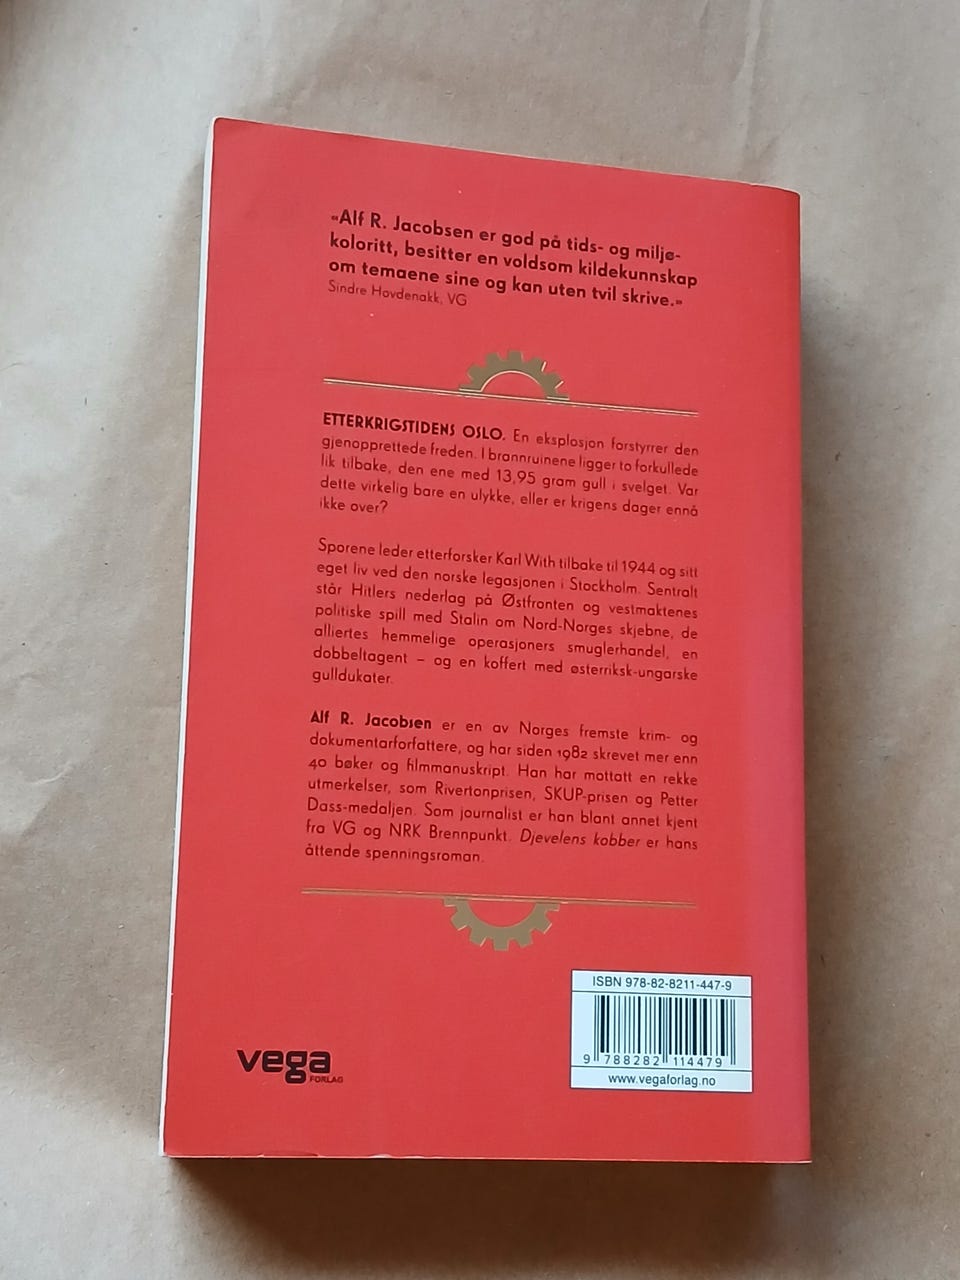 «Alf R. Jacobsen er god på tids- og miljø-
koloritt, besitter en voldsom kildekunnskap
om temaene sine og kan uten tvil skrive.»
Sindre Hovdenakk, VG
ETTERKRIGSTIDENS OSLO. En eksplosjon forstyrrer den
gjenopprettede freden. I brannruinene ligger to forkullede
lik tilbake, den ene med 13,95 gram gull i svelget. Var
dette virkelig bare en ulykke, eller er krigens dager ennå
ikke over?
Sporene leder etterforsker Karl With tilbake til 1944 og sitt
eget liv ved den norske legasjonen i Stockholm. Sentralt
står Hitlers nederlag på Østfronten og vestmaktenes
politiske spill med Stalin om Nord-Norges skjebne, de
alliertes hemmelige operasjoners smuglerhandel, en
dobbeltagent – og en koffert med østerriksk-ungarske
gulldukater.
Alf R. Jacobsen er en av Norges fremste krim- og
dokumentarforfattere, og har siden 1982 skrevet mer enn
40 bøker og filmmanuskript. Han har mottatt en rekke
utmerkelser, som Rivertonprisen, SKUP-prisen og Petter
Dass-medaljen. Som journalist er han blant annet kjent
fra VG og NRK Brennpunkt. Djevelens kobber er hans
åttende spenningsroman.
ISBN 978-82-8211-447-9
9 788282 114479
www.vegaforlag.no
vega
FORLAG